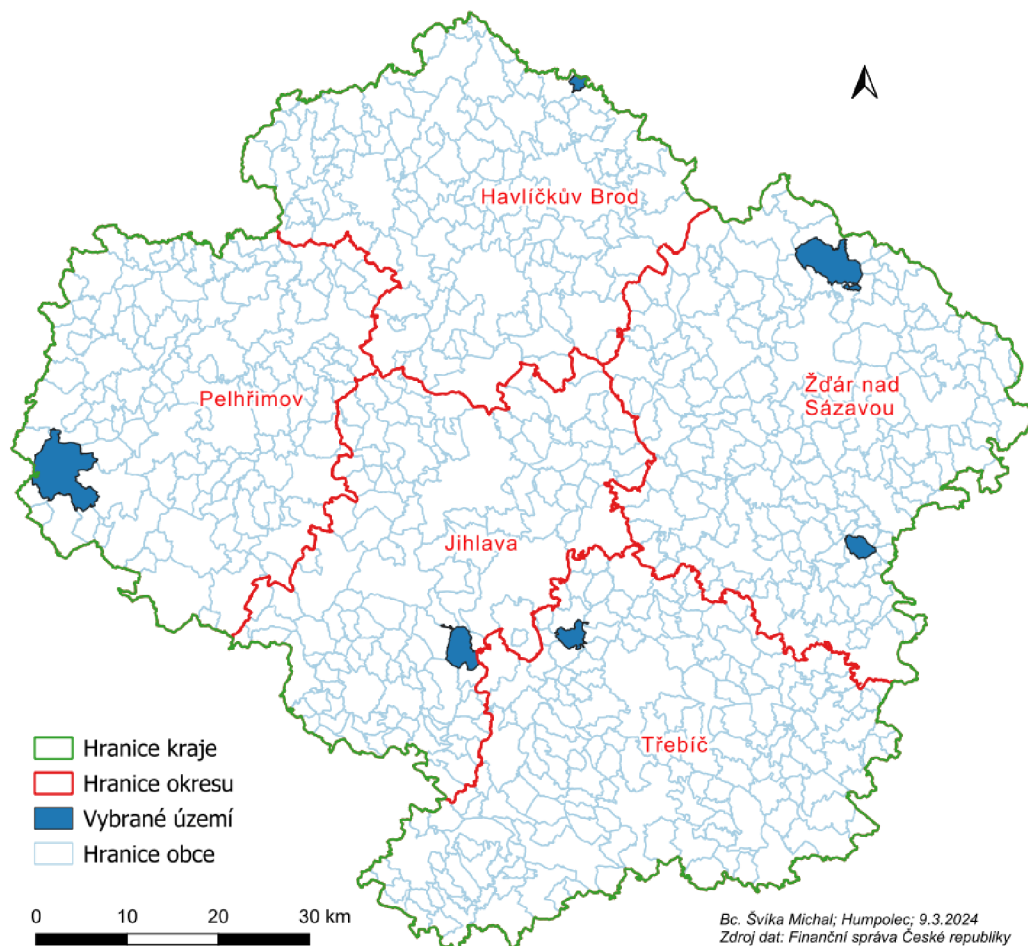 Havlíčkův Brod
Pelhřimov
Žďár nad
Sázavou
Jihlava
Třebíč
Hranice kraje
Hranice okresu
Vybrané území
Hranice obce
0 10 20 30 km
Bc. Švíka Michal; Humpolec; 9.3.2024
Zdroj dat: Finanční správa České republiky